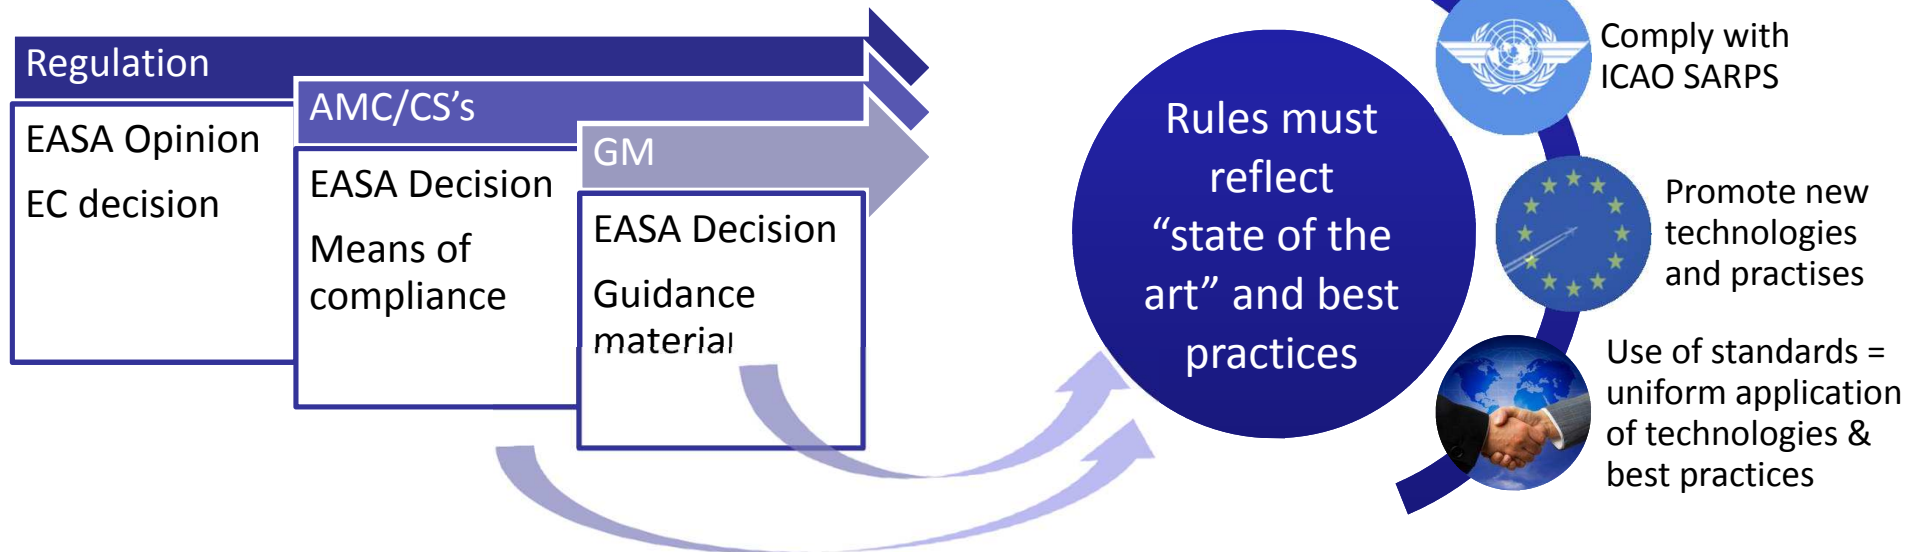 Regulation
EASA Opinion
EC decision
AMC/CS's
EASA Decision
Means of
compliance
GM
EASA Decision
Guidance
material
Rules must
reflect
“state of the
art” and best
practices
Comply with
ICAO SARPS
Promote new
technologies
and practises
Use of standards =
uniform application
of technologies &
best practices